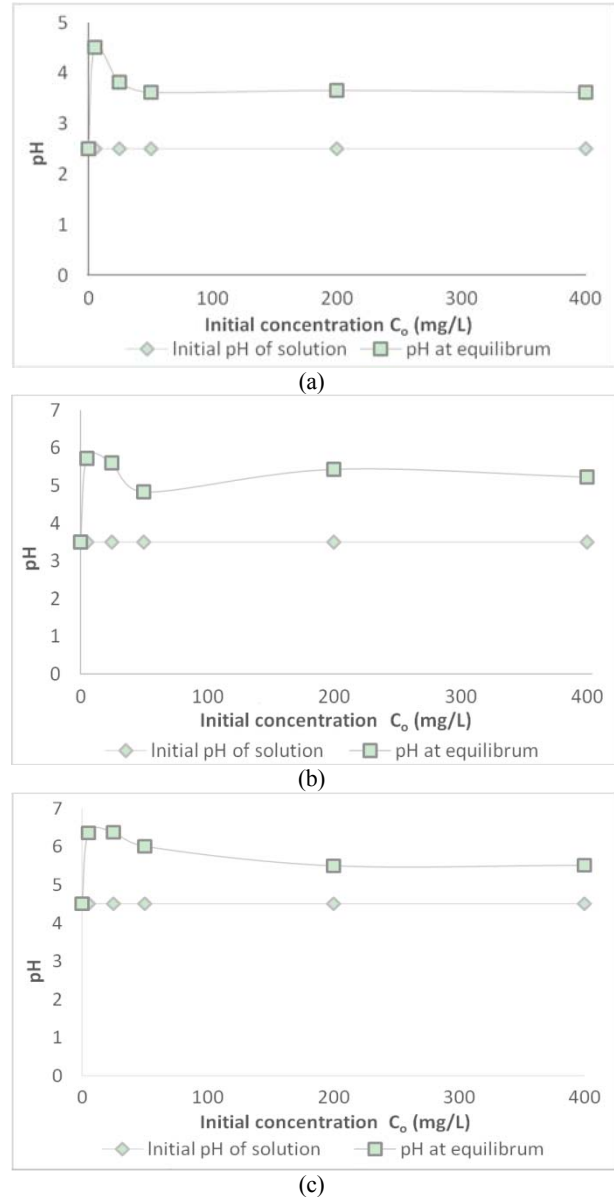 5
4
3
2
1
0
pH
0 100 200 300 400
Initial concentration Co (mg/L)
Initial pH of solution pH at equilibrum
(a)
7
6
5
4
3
2
1
0
pH
0 100 200 300 400
Initial concentration Co (mg/L)
Initial pH of solution pH at equilibrum
(b)
7
6
5
4
3
2
1
0
pH
0 100 200 300 400
Initial concentration Co (mg/L)
Initial pH of solution pH at equilibrum
(c)